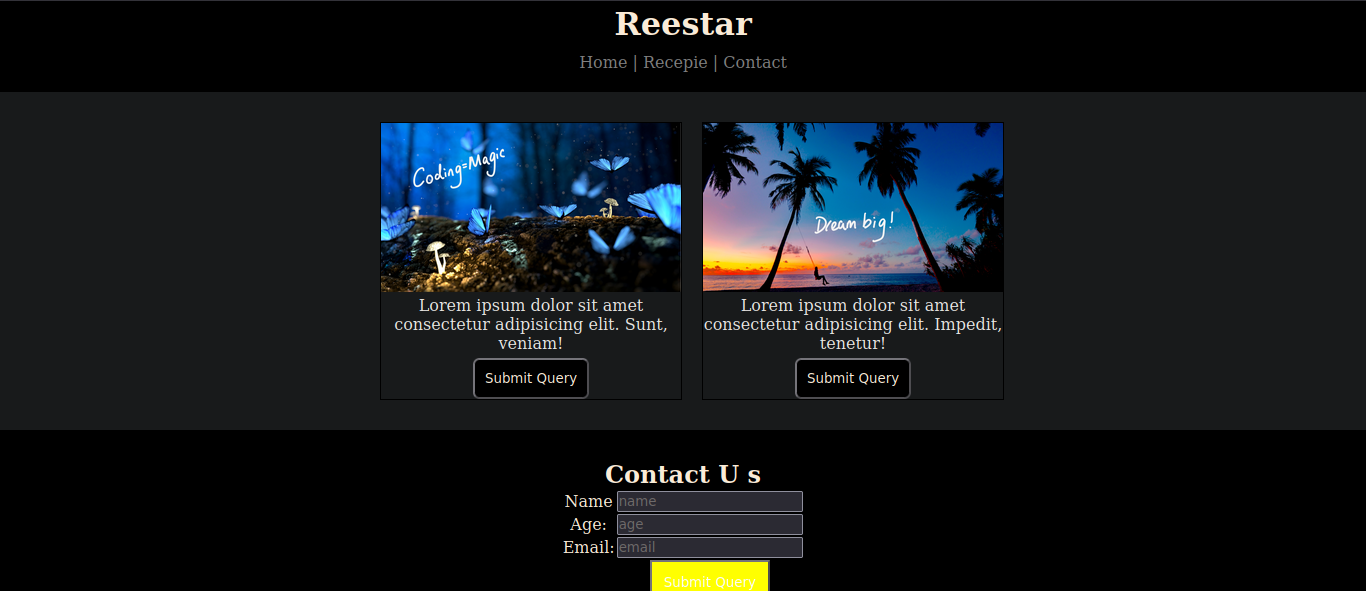 Reestar
Home | Recepie | Contact
Coding=Magic
Dream big!
Lorem ipsum dolor sit amet
consectetur adipisicing elit. Sunt,
veniam!
Submit Query
Lorem ipsum dolor sit amet
consectetur adipisicing elit. Impedit,
tenetur!
Submit Query
Contact U s
Name name
Age: age
Email: email
Submit Query